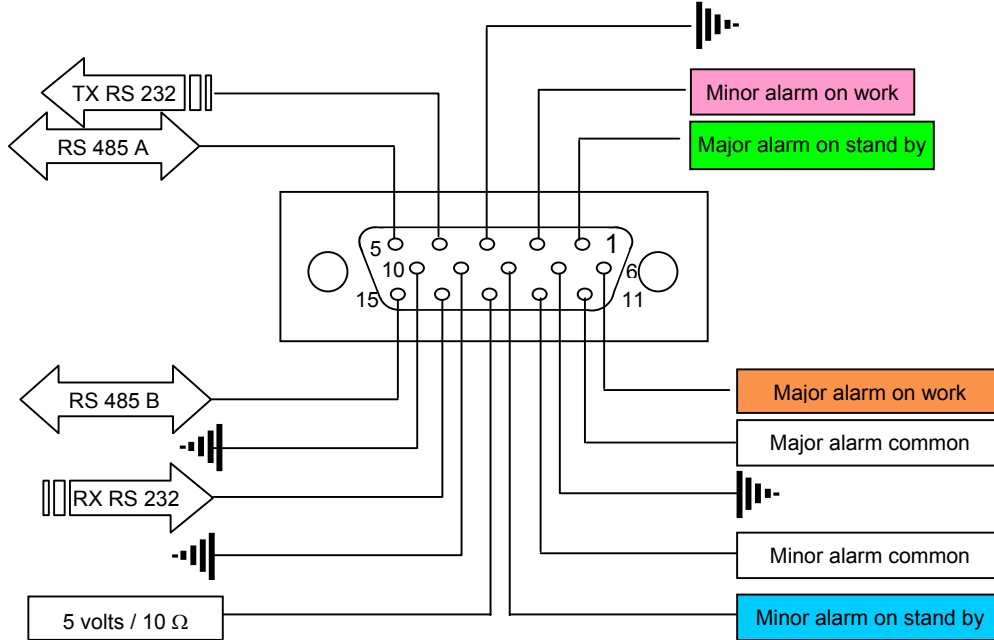 TX RS 232
Minor alarm on work
RS 485 A
Major alarm on stand by
5
1
10
6
15
11
RS 485 B
Major alarm on work
Major alarm common
RX RS 232
Minor alarm common
5 volts / 10 Ω
Minor alarm on stand by